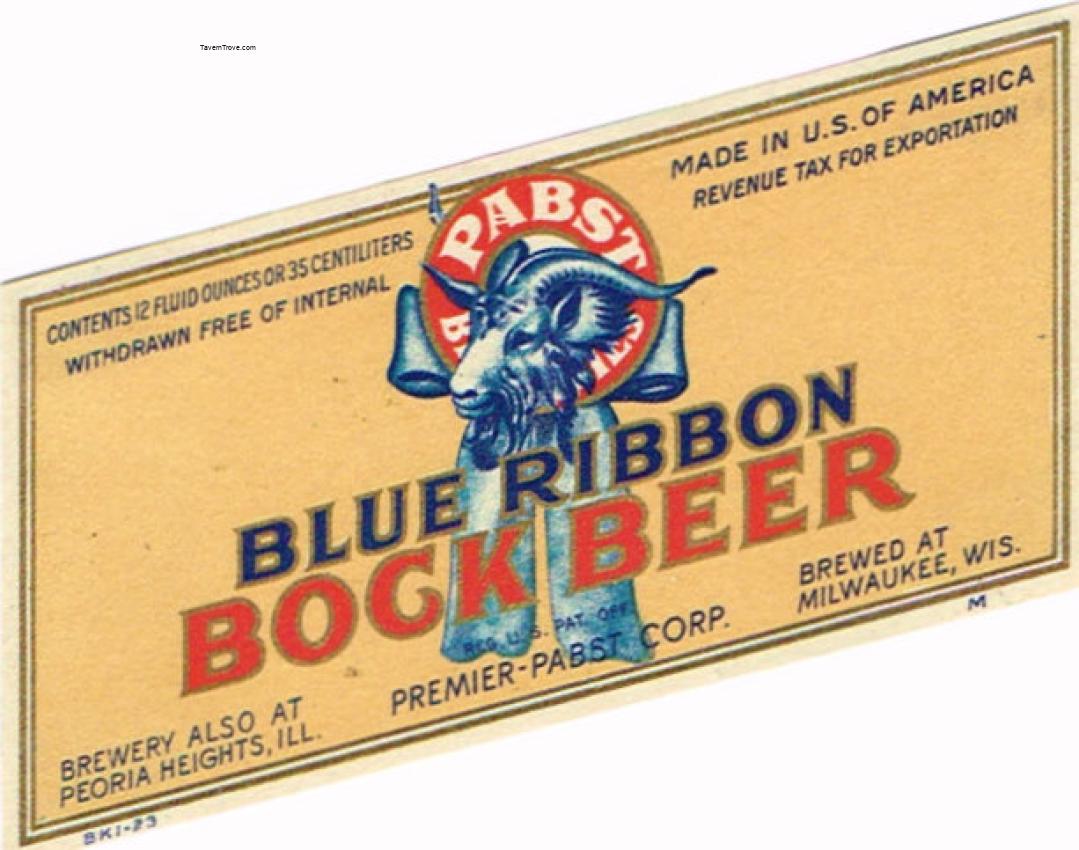 TavernTrove.com
MADE IN U.S. OF AMERICA
REVENUE TAX FOR EXPORTATION
CONTENTS 12 FLUID OUNCES OR 35 CENTILITERS
WITHDRAWN FREE OF INTERNAL
PABST
BLUE RIBBON
BOCK BEER
REG. U.S. PAT. OFF.
PREMIER-PABST CORP.
BREWED AT
MILWAUKEE, WIS.
BREWERY ALSO AT
PEORIA HEIGHTS, ILL.
M
BKI-23